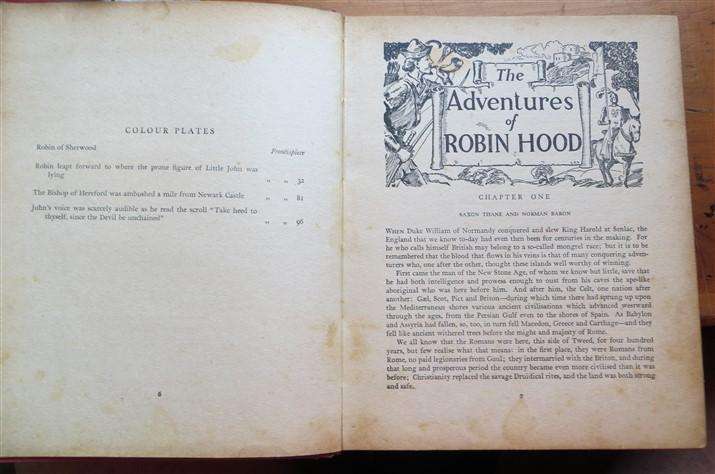 COLOUR PLATES
Robin of Sherwood Frontispiece
Robin leapt forward to where the prone figure of Little John was
lying „ „ 32
The Bishop of Hereford was ambushed a mile from Newark Castle „ „ 81
John's voice was scarcely audible as he read the scroll "Take heed to
thyself, since the Devil be unchained" „ „ 96
6
The
Adventures
of
ROBIN HOOD
CHAPTER ONE
SAXON THANE AND NORMAN BARON
WHEN Duke William of Normandy conquered and slew King Harold at Senlac, the
England that we know to-day had even then been for centuries in the making. For
he who calls himself British may belong to a so-called mongrel race; but it is to be
remembered that the blood that flows in his veins is that of many conquering adven-
turers who, one after the other, thought these islands well worthy of winning.
First came the man of the New Stone Age, of whom we know but little, save that
he had both intelligence and prowess enough to oust from his caves the ape-like
aboriginal who was here before him. And after him, the Celt, one nation after
another: Gael, Scot, Pict and Briton—during which time there had sprung up upon
the Mediterranean shores various ancient civilisations which advanced westward
through the ages, from the Persian Gulf even to the shores of Spain. As Babylon
and Assyria had fallen, so, too, in turn fell Macedon, Greece and Carthage—and they
fell like ancient withered trees before the might and majesty of Rome.
We all know that the Romans were here, this side of Tweed, for four hundred
years, but few realise what that means: in the first place, they were Romans from
Rome, no paid legionaries from Gaul; they intermarried with the Briton, and during
that long and prosperous period the country became even more civilised than it was
before; Christianity replaced the savage Druidical rites, and the land was both strong
and safe.
7